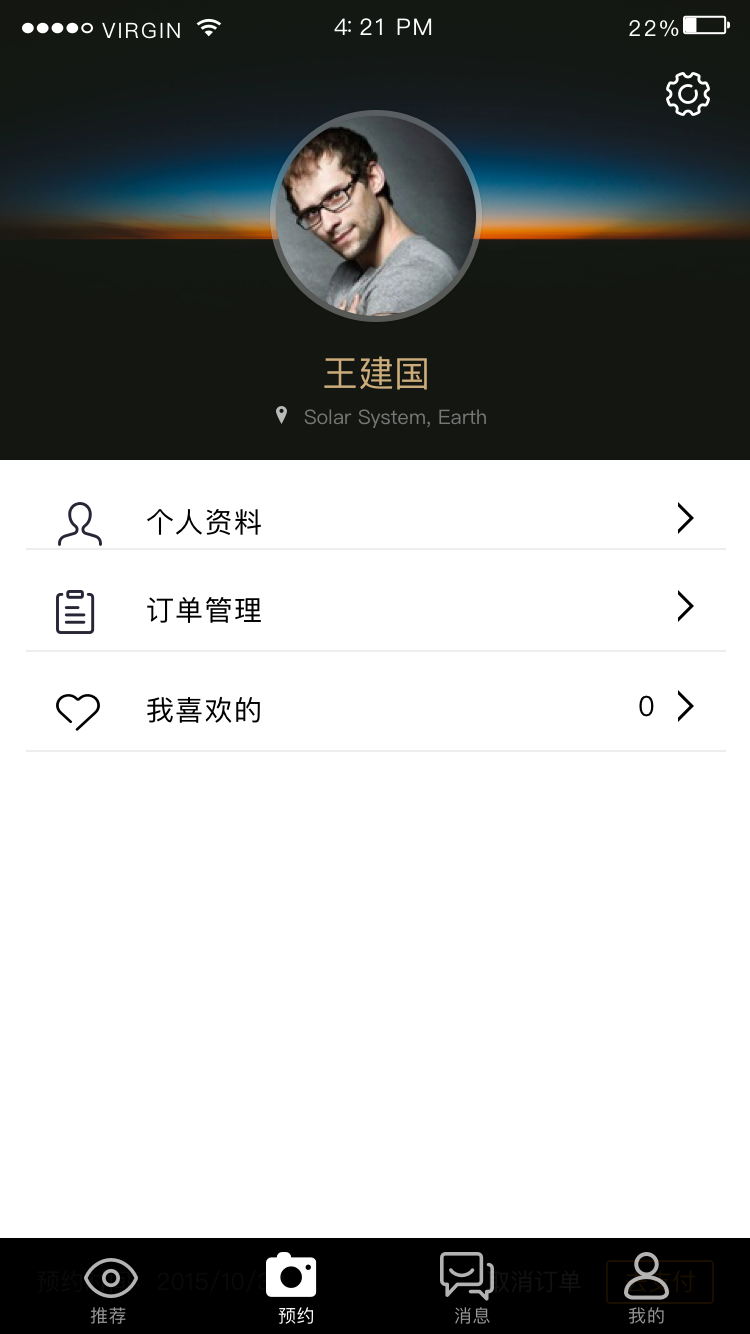 VIRGIN 4:21 PM 22%
王建国
Solar System, Earth
个人资料
订单管理
我喜欢的 0
预约 2015/10/ 取消订单 支付
推荐 预约 消息 我的